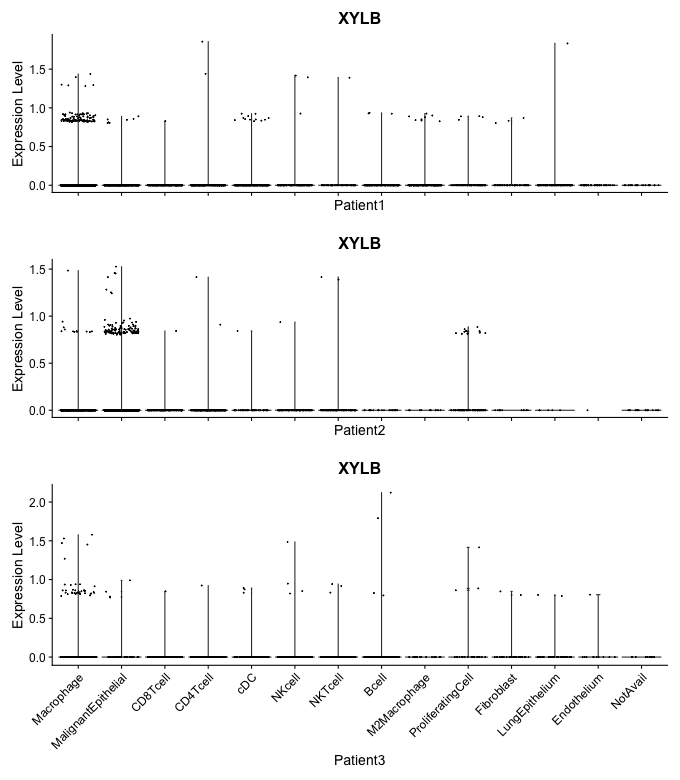 XYLB
Expression Level
1.5
1.0
0.5
0.0
Patient1
XYLB
Expression Level
1.5
1.0
0.5
0.0
Patient2
XYLB
Expression Level
2.0
1.5
1.0
0.5
0.0
Macrophage
MalignantEpithelial
CD8Tcell
CD4Tcell
cDC
NKcell
NKTcell
Bcell
M2Macrophage
ProliferatingCell
Fibroblast
LungEpithelium
Endothelium
NotAvail
Patient3